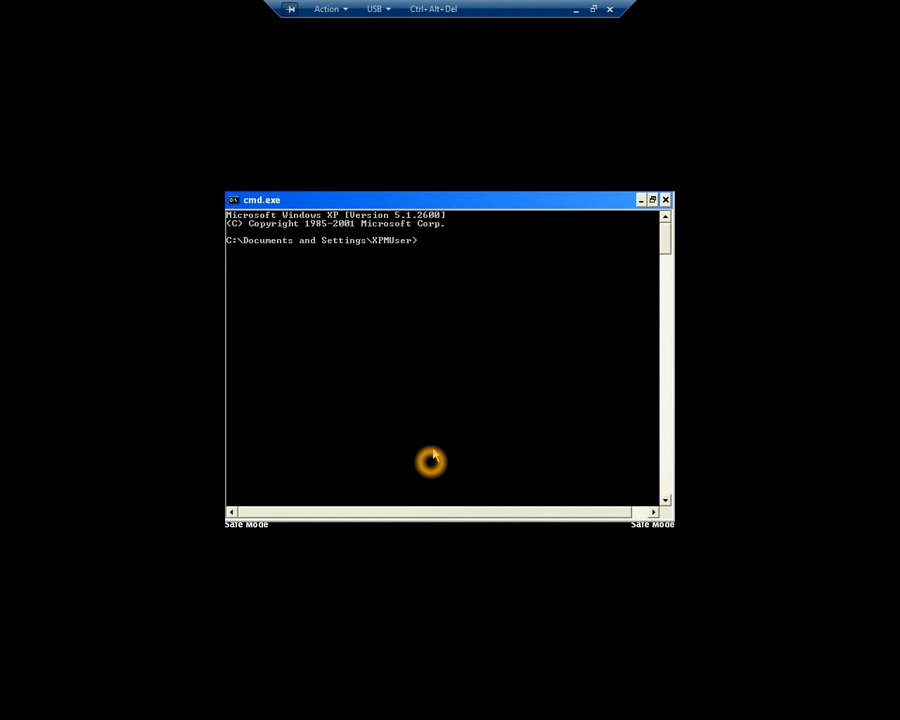 Action USB Ctrl+Alt+Del
cmd.exe
Microsoft Windows XP [Version 5.1.2600]
(C) Copyright 1985-2001 Microsoft Corp.
C:\Documents and Settings\XPMUser>
Safe Mode Safe Mode